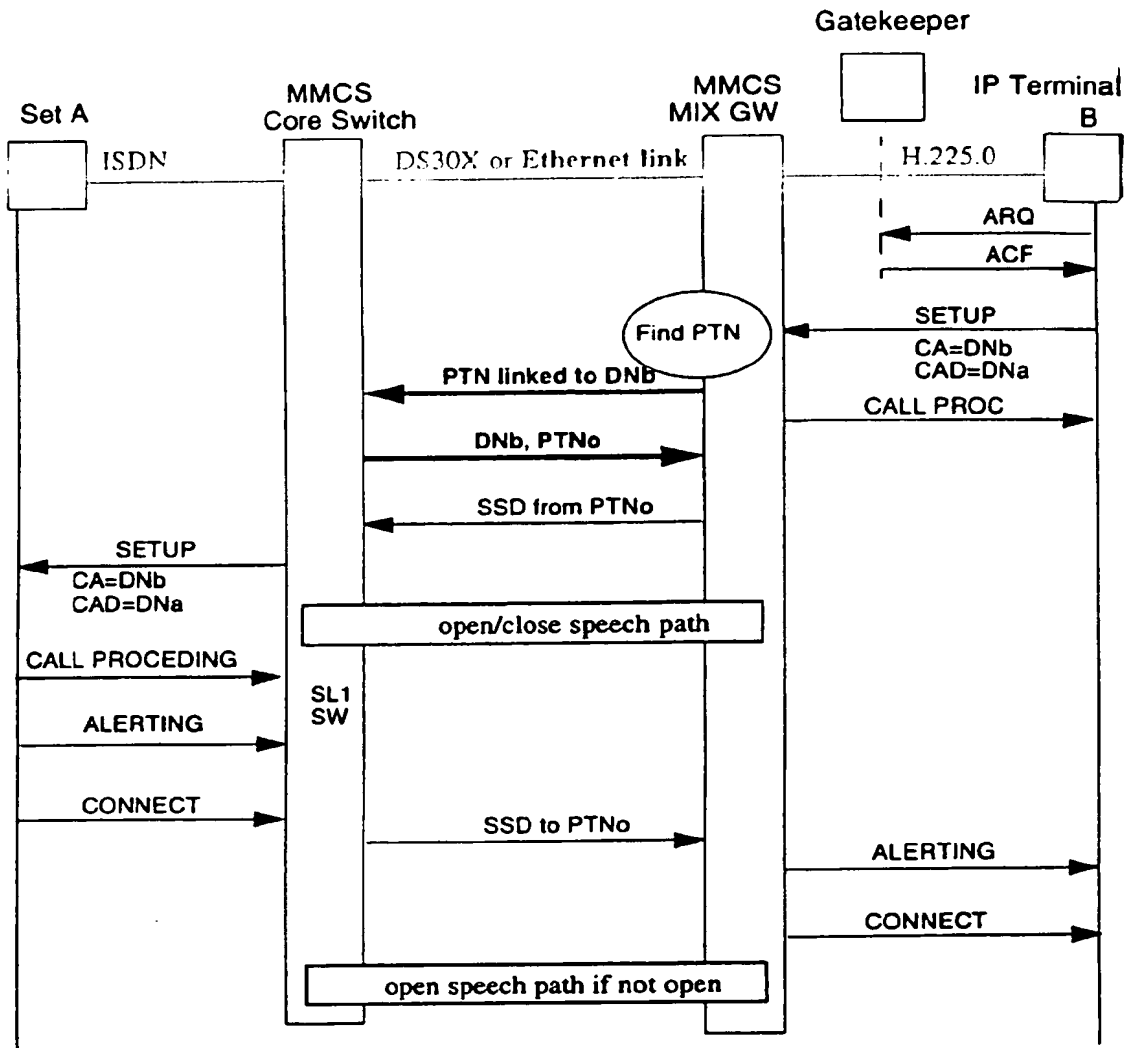 Gatekeeper
Set A
MMCS
Core Switch
MMCS
MIX GW
IP Terminal
B
ISDN
DS30X or Ethernet link
H.225.0
ARQ
ACF
Find PTN
SETUP
CA=DNb
CAD=DNa
PTN linked to DNb
CALL PROC
DNb, PTNo
SSD from PTNo
SETUP
CA=DNb
CAD=DNa
open/close speech path
CALL PROCEDING
SL1
SW
ALERTING
CONNECT
SSD to PTNo
ALERTING
CONNECT
open speech path if not open